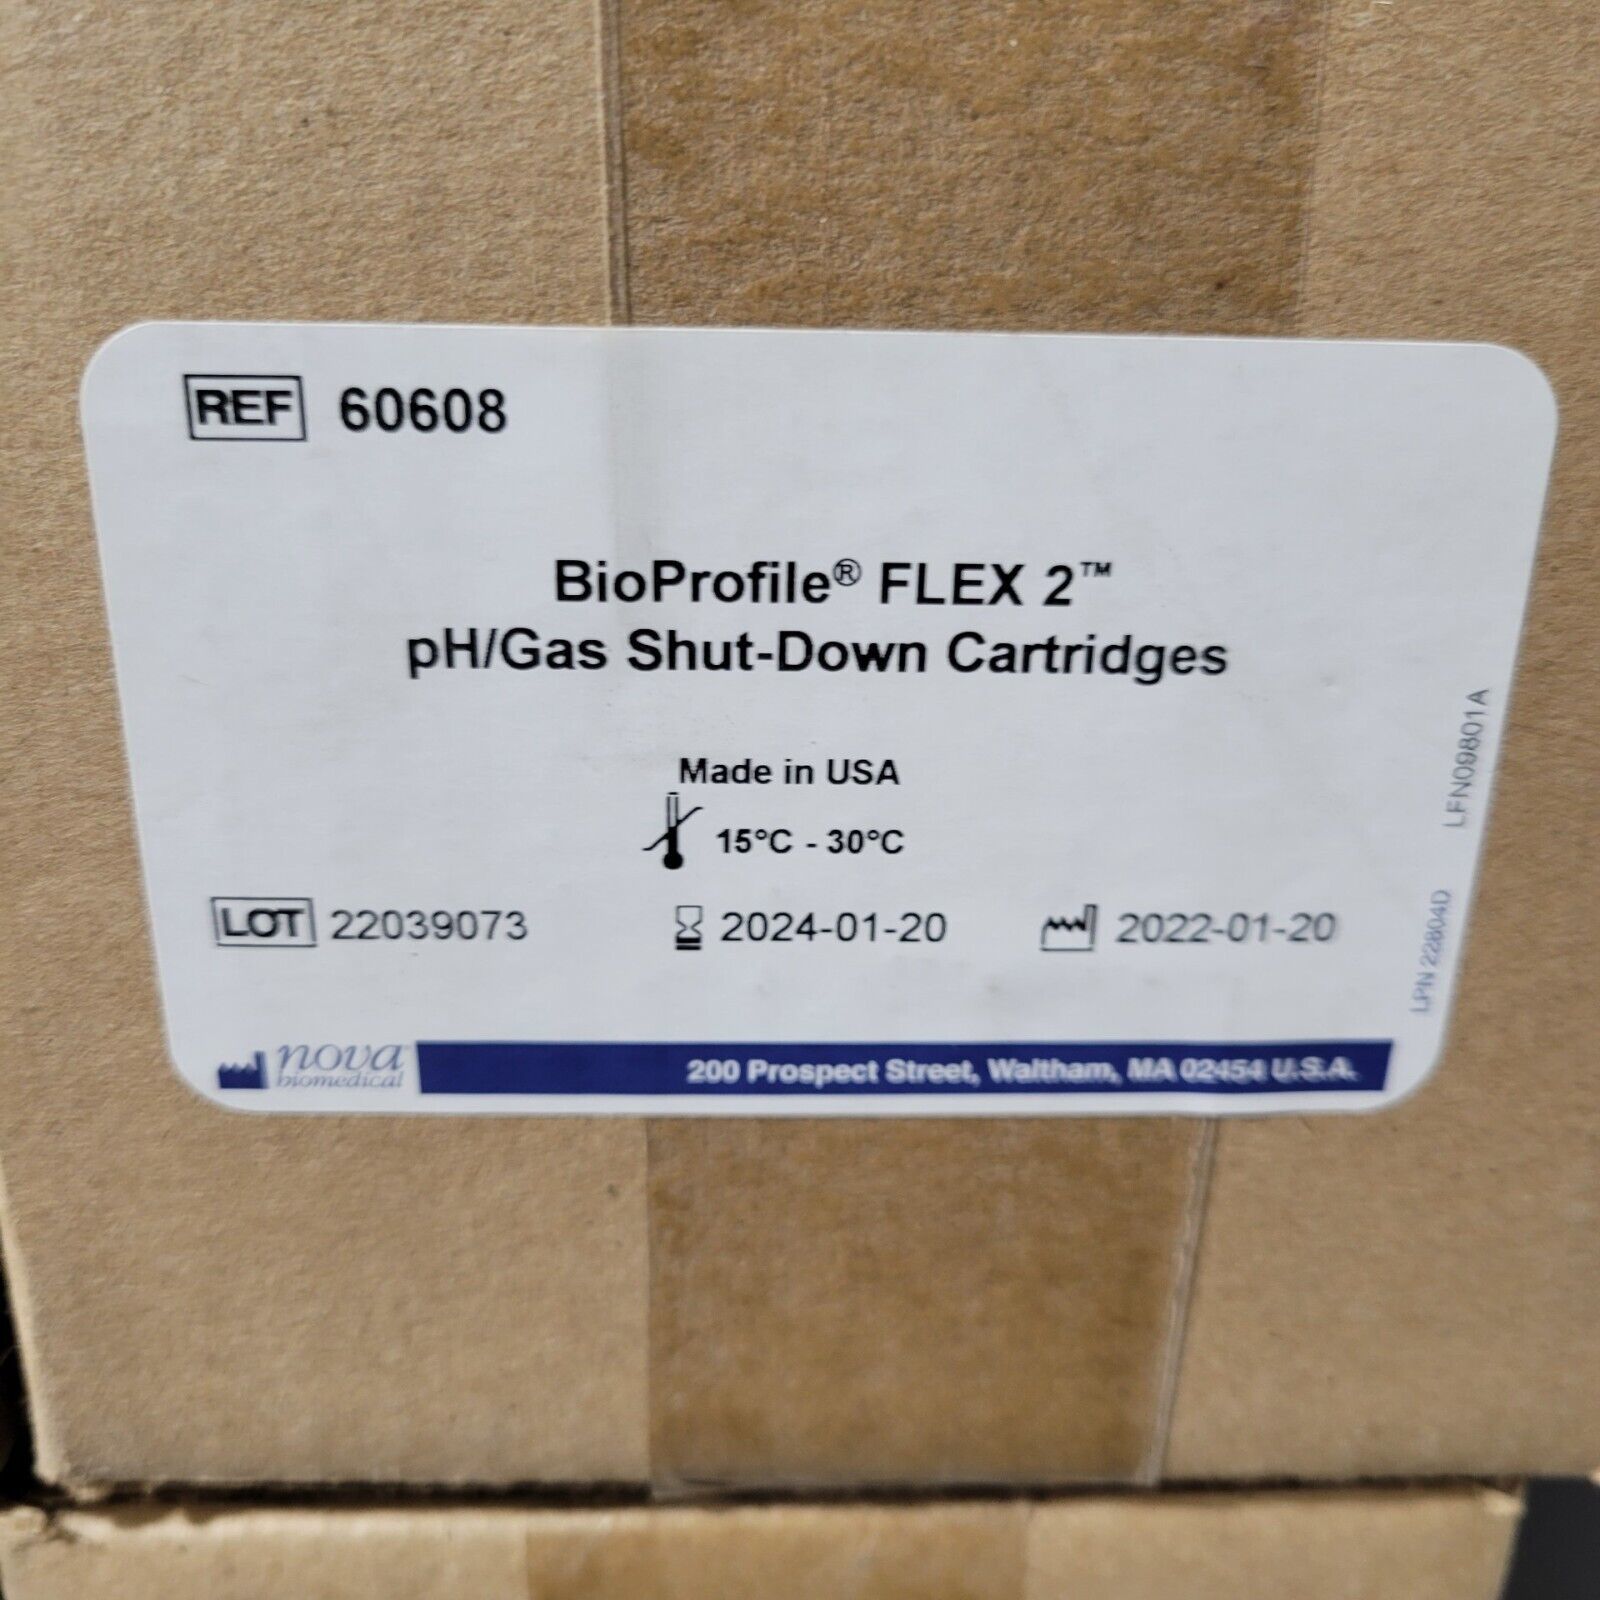 REF 60608
BioProfile® FLEX 2™
pH/Gas Shut-Down Cartridges
Made in USA
15°C - 30°C
LOT 22039073 2024-01-20 2022-01-20
nova
biomedical
200 Prospect Street, Waltham, MA 02454 U.S.A.
LPN 22804D LFN09801A